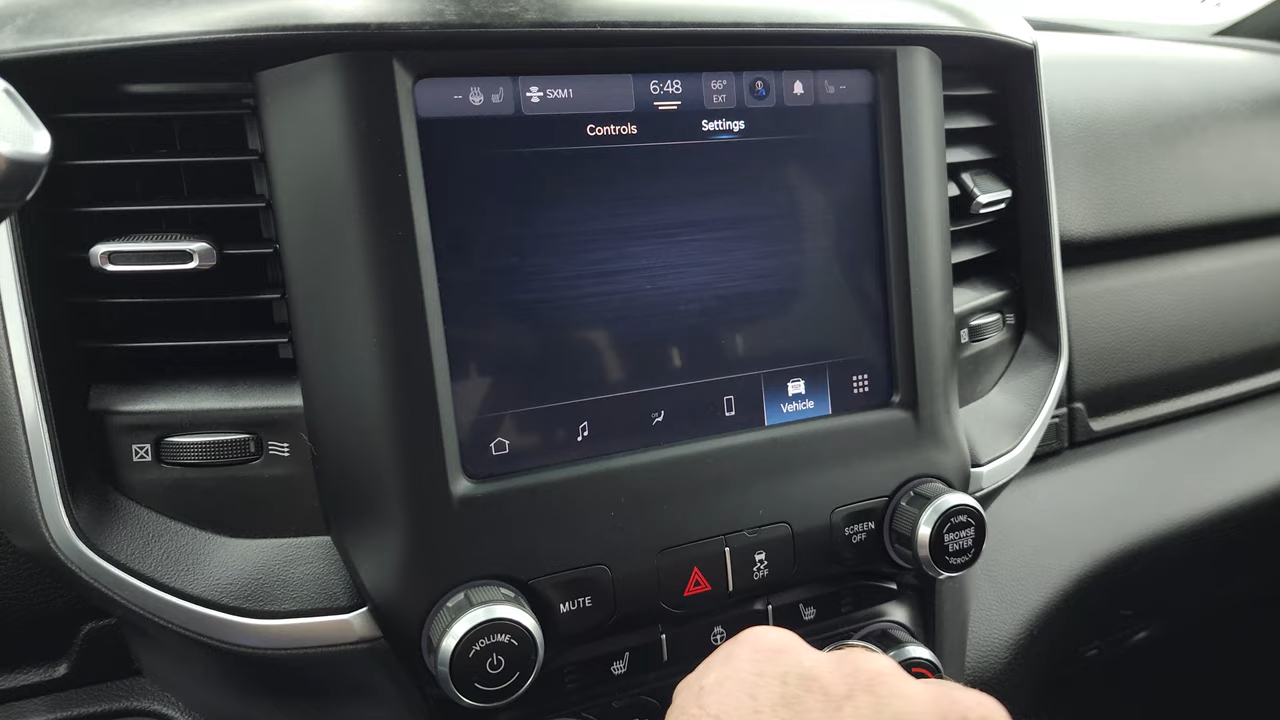 --
SXM1
6:48
66°
EXT
--
Controls
Settings
Vehicle
SCREEN
OFF
TUNE
BROWSE
ENTER
SCROLL
OFF
MUTE
VOLUME